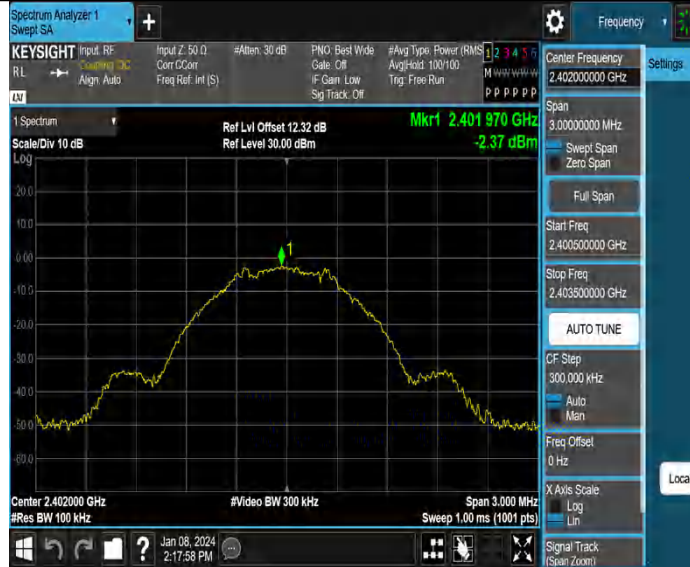 Spectrum Analyzer 1
Swept SA
+
Frequency
KEYSIGHT
RL
Input: RF
Coupling: DC
Align: Auto
Input Z: 50 Ω
Corr CCorr
Freq Ref: Int (S)
#Atten: 30 dB
PNO: Best Wide
Gate: Off
IF Gain: Low
Sig Track: Off
#Avg Type: Power (RMS
Avg|Hold: 100/100
Trig: Free Run
1 2 3 4 5 6
M W W W W W
P P P P P P
LXI
1 Spectrum
Scale/Div 10 dB
Log
Ref Lvl Offset 12.32 dB
Ref Level 30.00 dBm
Mkr1 2.401 970 GHz
-2.37 dBm
20.0
10.0
0.00
-10.0
-20.0
-30.0
-40.0
-50.0
-60.0
1
Center 2.402000 GHz
#Res BW 100 kHz
#Video BW 300 kHz
Span 3.000 MHz
Sweep 1.00 ms (1001 pts)
?
Jan 08, 2024
2:17:58 PM
Center Frequency
2.402000000 GHz
Span
3.00000000 MHz
Swept Span
Zero Span
Full Span
Start Freq
2.400500000 GHz
Stop Freq
2.403500000 GHz
AUTO TUNE
CF Step
300.000 kHz
Auto
Man
Freq Offset
0 Hz
X Axis Scale
Log
Lin
Signal Track
(Span Zoom)
Settings
Loca